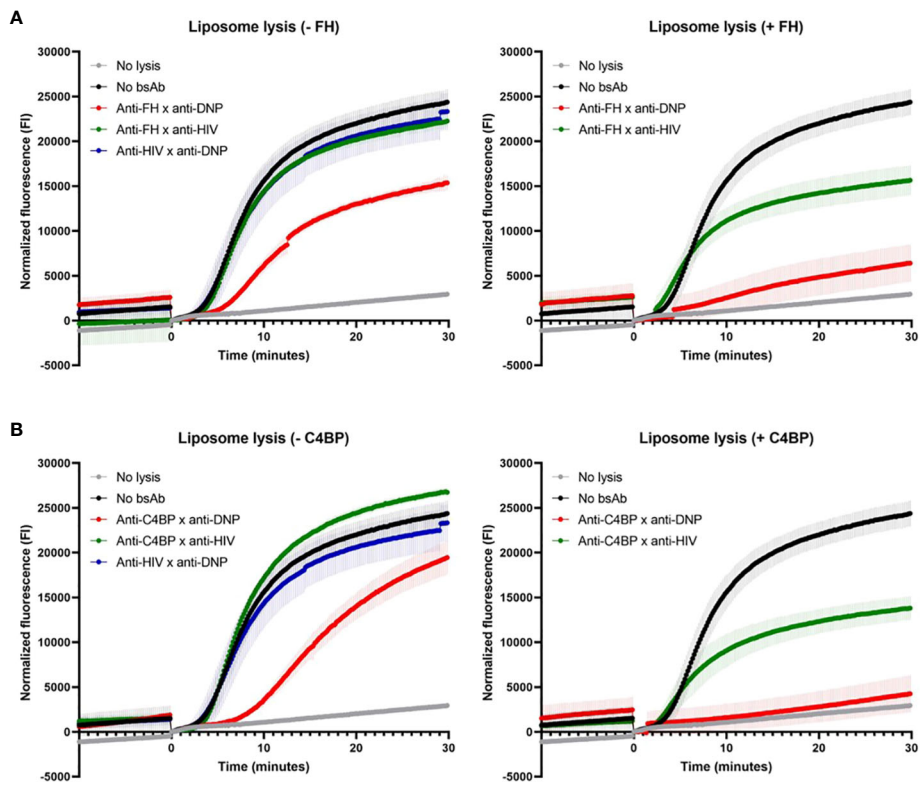 A
Liposome lysis (- FH)
Normalized fluorescence (FI)
30000
25000
20000
15000
10000
5000
0
-5000
No lysis
No bsAb
Anti-FH x anti-DNP
Anti-FH x anti-HIV
Anti-HIV x anti-DNP
0
10
20
30
Time (minutes)
Liposome lysis (+ FH)
Normalized fluorescence (FI)
30000
25000
20000
15000
10000
5000
0
-5000
No lysis
No bsAb
Anti-FH x anti-DNP
Anti-FH x anti-HIV
0
10
20
30
Time (minutes)
B
Liposome lysis (- C4BP)
Normalized fluorescence (FI)
30000
25000
20000
15000
10000
5000
0
-5000
No lysis
No bsAb
Anti-C4BP x anti-DNP
Anti-C4BP x anti-HIV
Anti-HIV x anti-DNP
0
10
20
30
Time (minutes)
Liposome lysis (+ C4BP)
Normalized fluorescence (FI)
30000
25000
20000
15000
10000
5000
0
-5000
No lysis
No bsAb
Anti-C4BP x anti-DNP
Anti-C4BP x anti-HIV
0
10
20
30
Time (minutes)